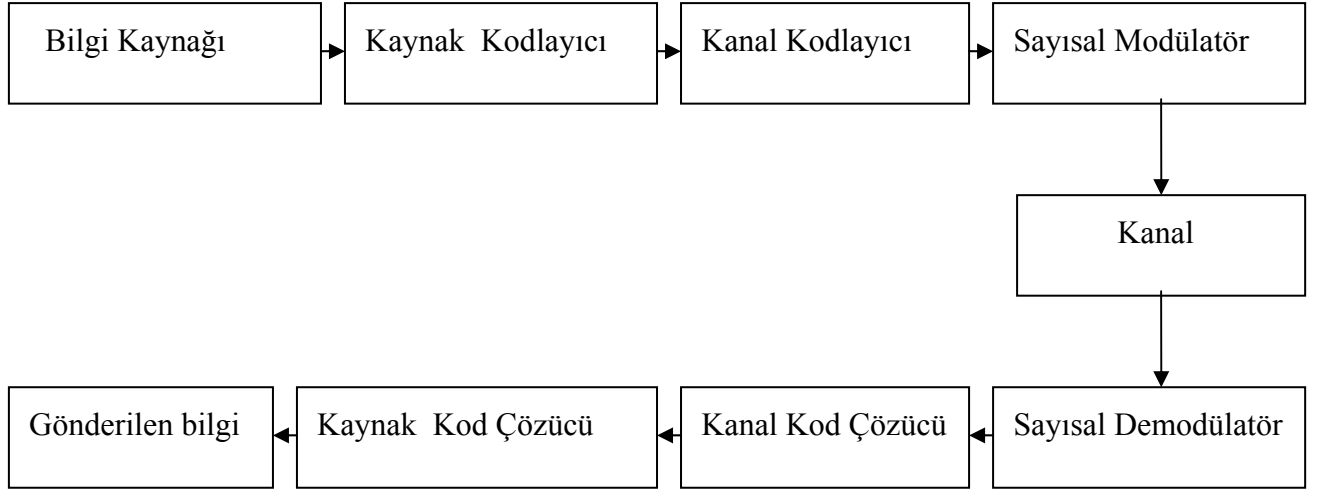 Bilgi Kaynağı
Kaynak  Kodlayıcı
Kanal Kodlayıcı
Sayısal Modülatör
Kanal
Gönderilen bilgi
Kaynak  Kod Çözücü
Kanal Kod Çözücü
Sayısal Demodülatör